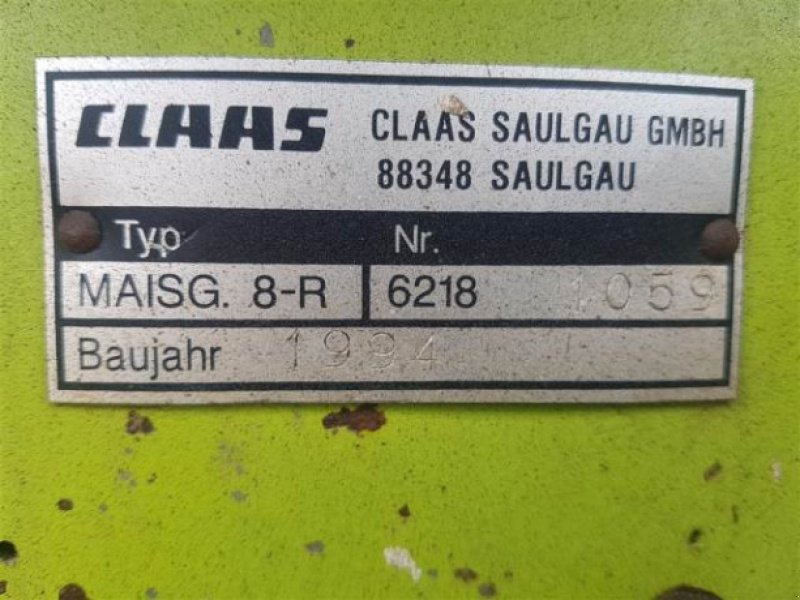 CLAAS CLAAS SAULGAU GMBH
88348 SAULGAU
Typ Nr.
MAISG. 8-R 6218 1059
Baujahr 1994